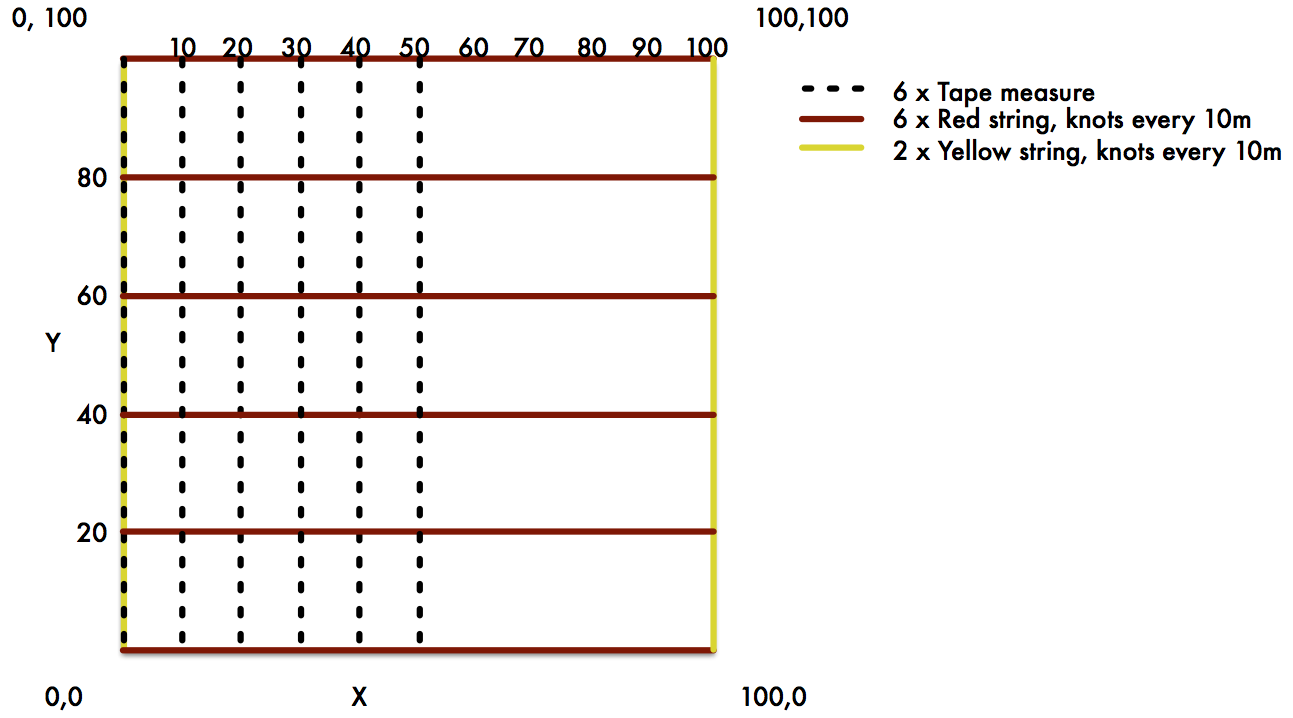 0, 100
100,100
10 20 30 40 50 60 70 80 90 100
6 x Tape measure
6 x Red string, knots every 10m
2 x Yellow string, knots every 10m
80
60
Y
40
20
0,0
X
100,0